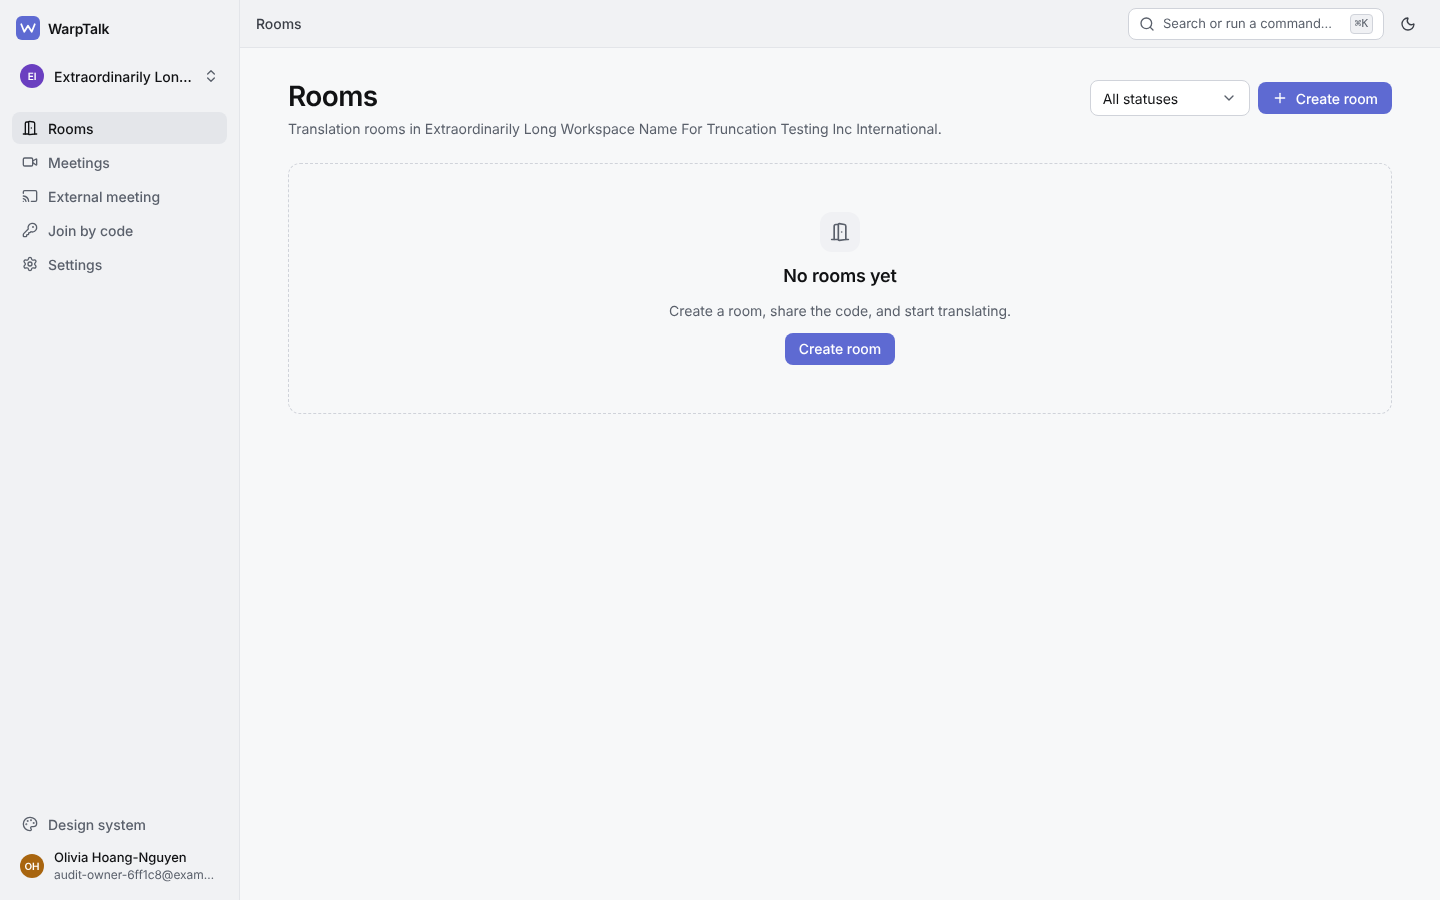 WarpTalk
Rooms
Search or run a command...
⌘K
EI
Extraordinarily Lon...
Rooms
Meetings
External meeting
Join by code
Settings
Rooms
All statuses
Create room
Translation rooms in Extraordinarily Long Workspace Name For Truncation Testing Inc International.
No rooms yet
Create a room, share the code, and start translating.
Create room
Design system
OH
Olivia Hoang-Nguyen
audit-owner-6ff1c8@exam...